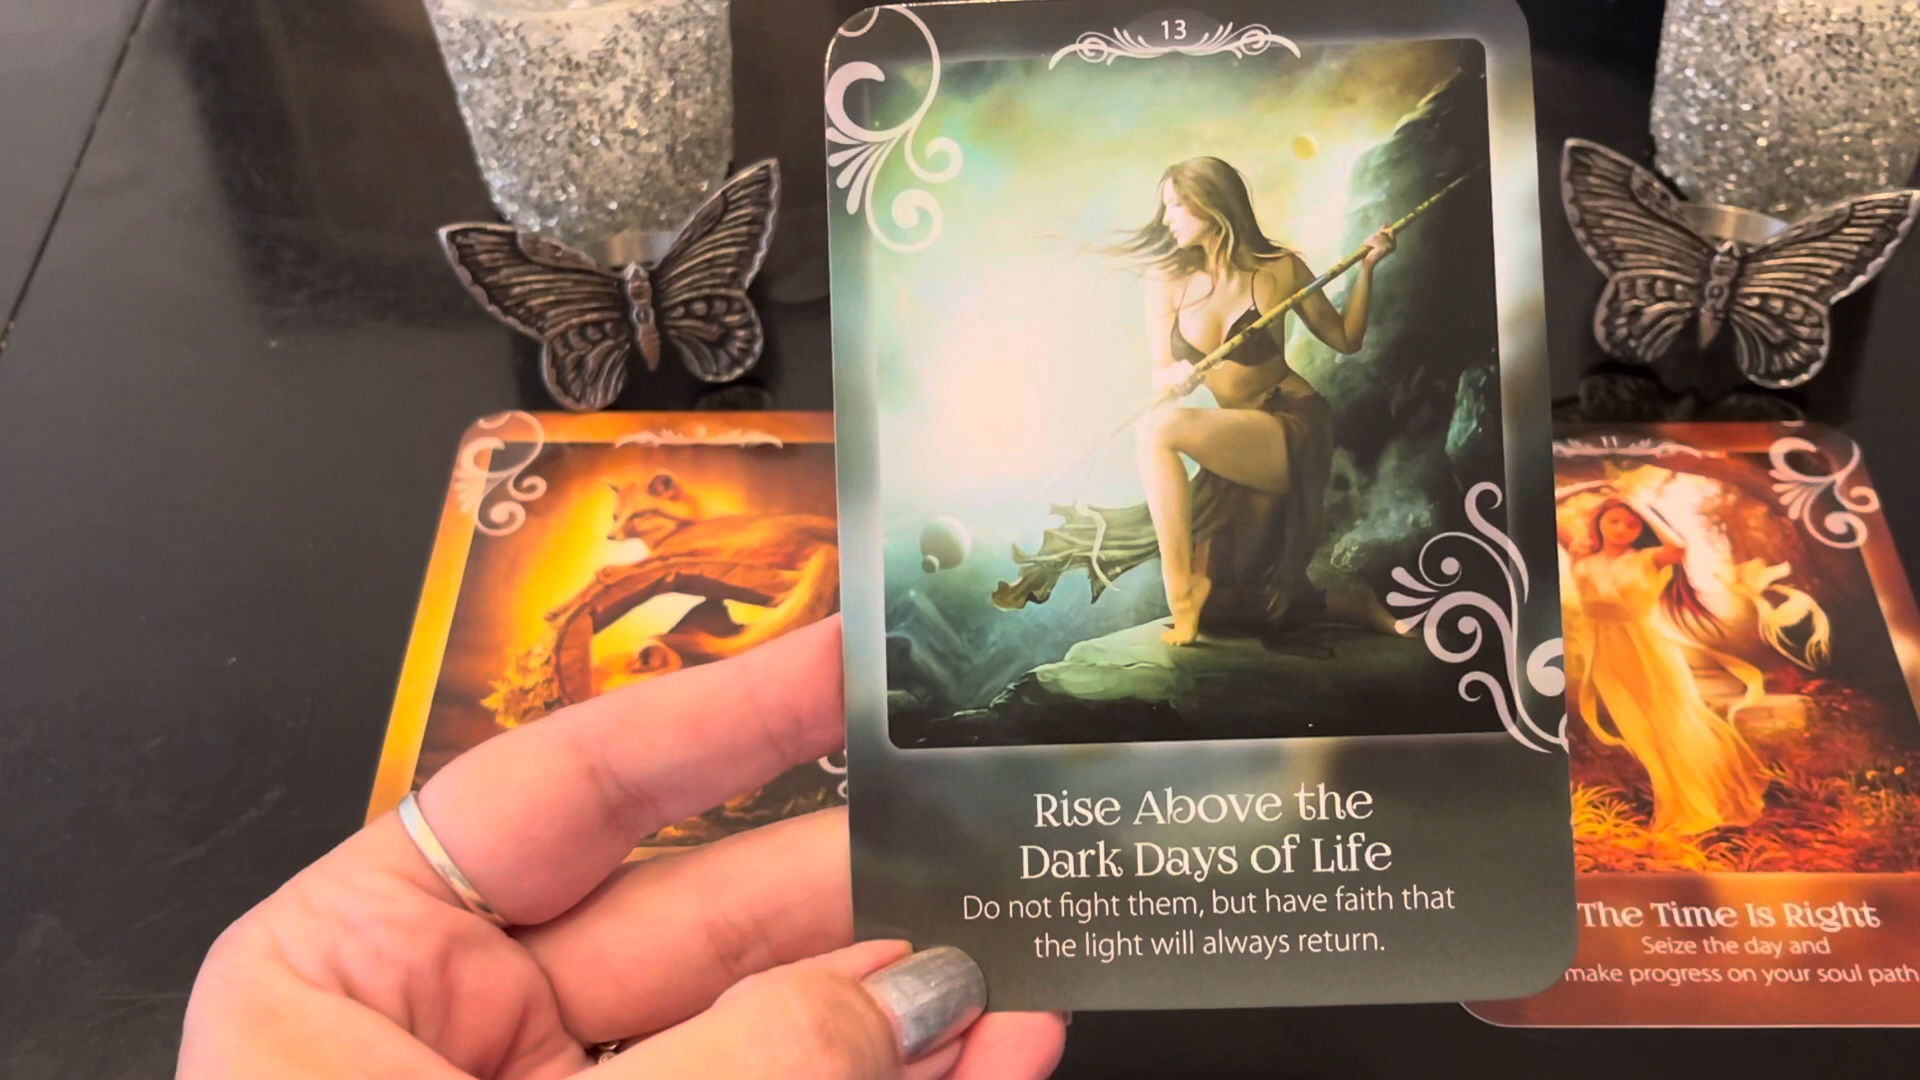 13
Rise Above the
Dark Days of Life
Do not fight them, but have faith that
the light will always return.
11
The Time Is Right
Seize the day and
make progress on your soul path